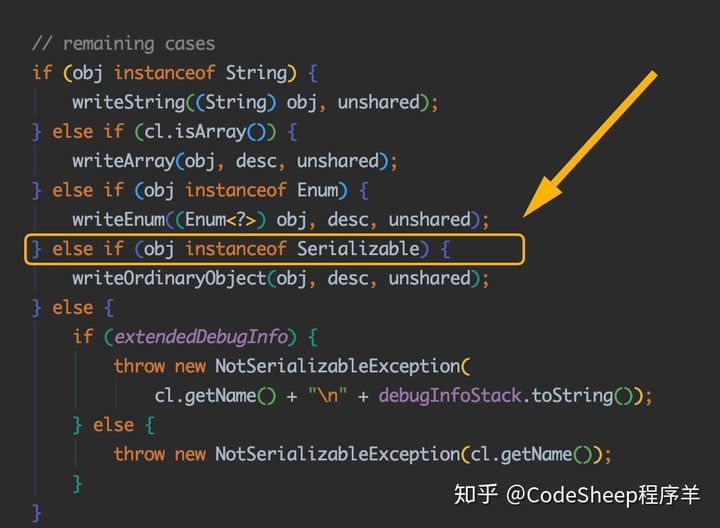 // remaining cases
if (obj instanceof String) {
writeString((String) obj, unshared);
} else if (cl.isArray()) {
writeArray(obj, desc, unshared);
} else if (obj instanceof Enum) {
writeEnum((Enum<?>) obj, desc, unshared);
} else if (obj instanceof Serializable) {
writeOrdinaryObject(obj, desc, unshared);
} else {
if (extendedDebugInfo) {
throw new NotSerializableException(
cl.getName() + "\n" + debugInfoStack.toString());
} else {
throw new NotSerializableException(cl.getName());
}
}
知乎 @CodeSheep程序羊